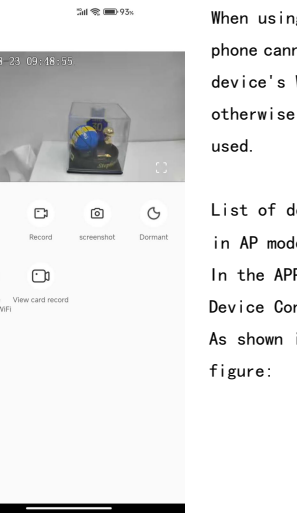 93%
23 09:48:55
Record screenshot Dormant
View card record
WiFi
When using
phone cann
device's W
otherwise
used.
List of de
in AP mode
In the APP
Device Con
As shown i
figure: